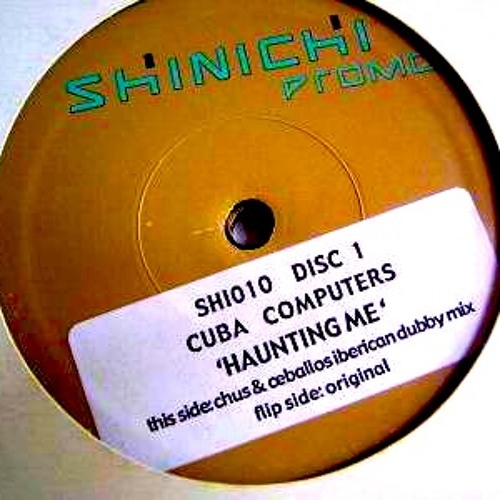 SHINICHI
promo
SHI010 DISC 1
CUBA COMPUTERS
'HAUNTING ME'
this side: chus & ceballos iberican dubby mix
flip side: original